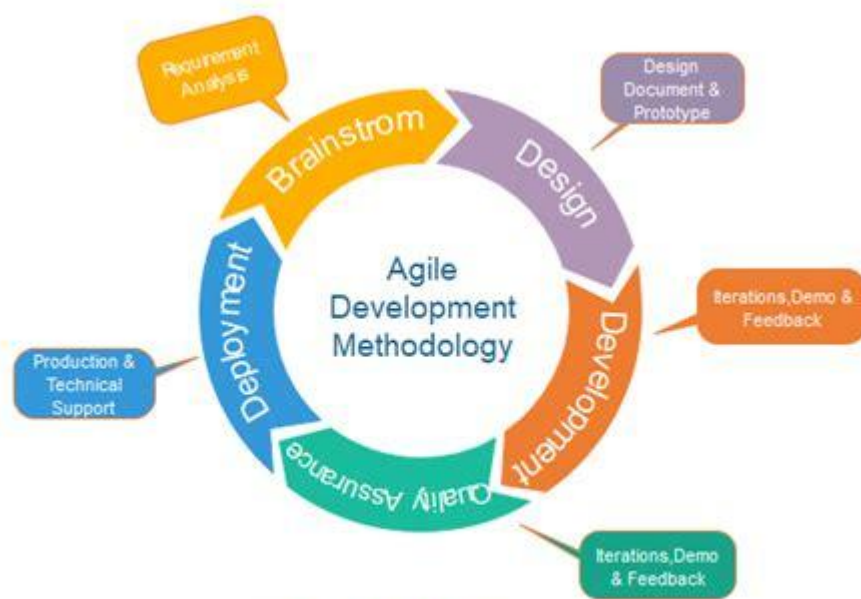 Requirement
Analysis
Brainstrom
Design
Document &
Prototype
Design
Iterations,Demo &
Feedback
Development
Agile
Development
Methodology
Production &
Technical
Support
Deployment
Quality Assurance
Iterations,Demo
& Feedback